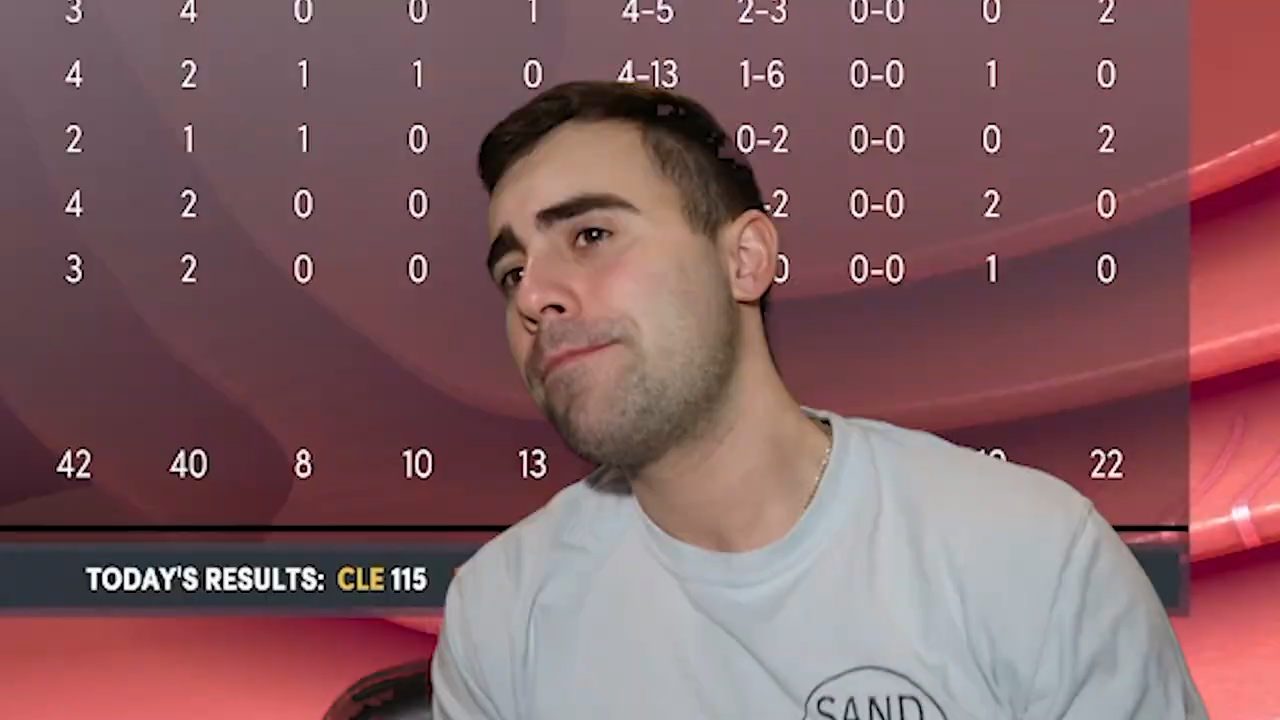 3 4 0 0 1 4-5 2-3 0-0 0 2
4 2 1 1 0 4-13 1-6 0-0 1 0
2 1 1 0 0-2 0-0 0 2
4 2 0 0 -2 0-0 2 0
3 2 0 0 0 0-0 1 0
42 40 8 10 13 22
TODAY'S RESULTS: CLE 115
SAND